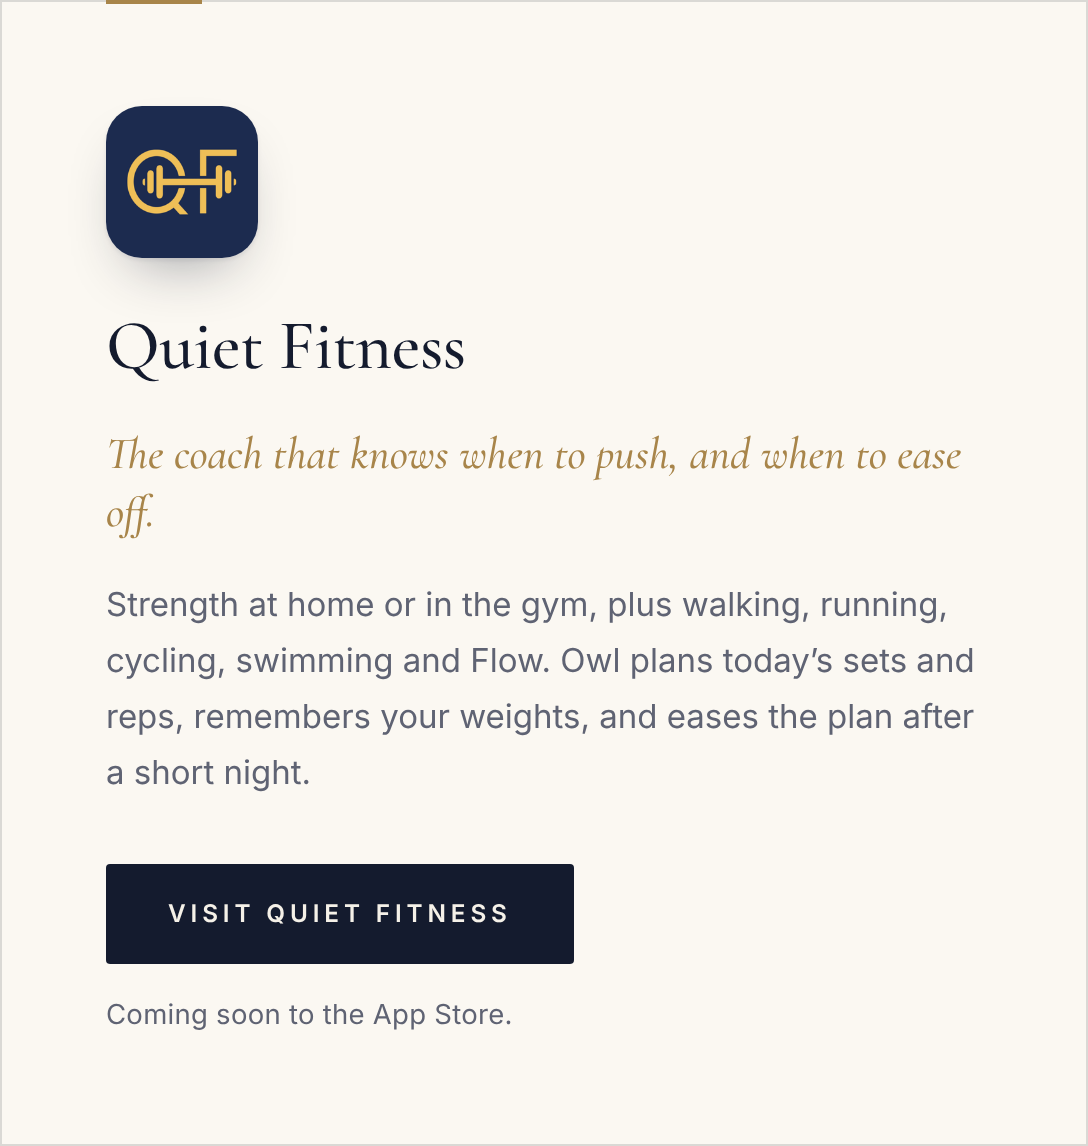 QF
Quiet Fitness
The coach that knows when to push, and when to ease
off.
Strength at home or in the gym, plus walking, running,
cycling, swimming and Flow. Owl plans today’s sets and
reps, remembers your weights, and eases the plan after
a short night.
VISIT QUIET FITNESS
Coming soon to the App Store.